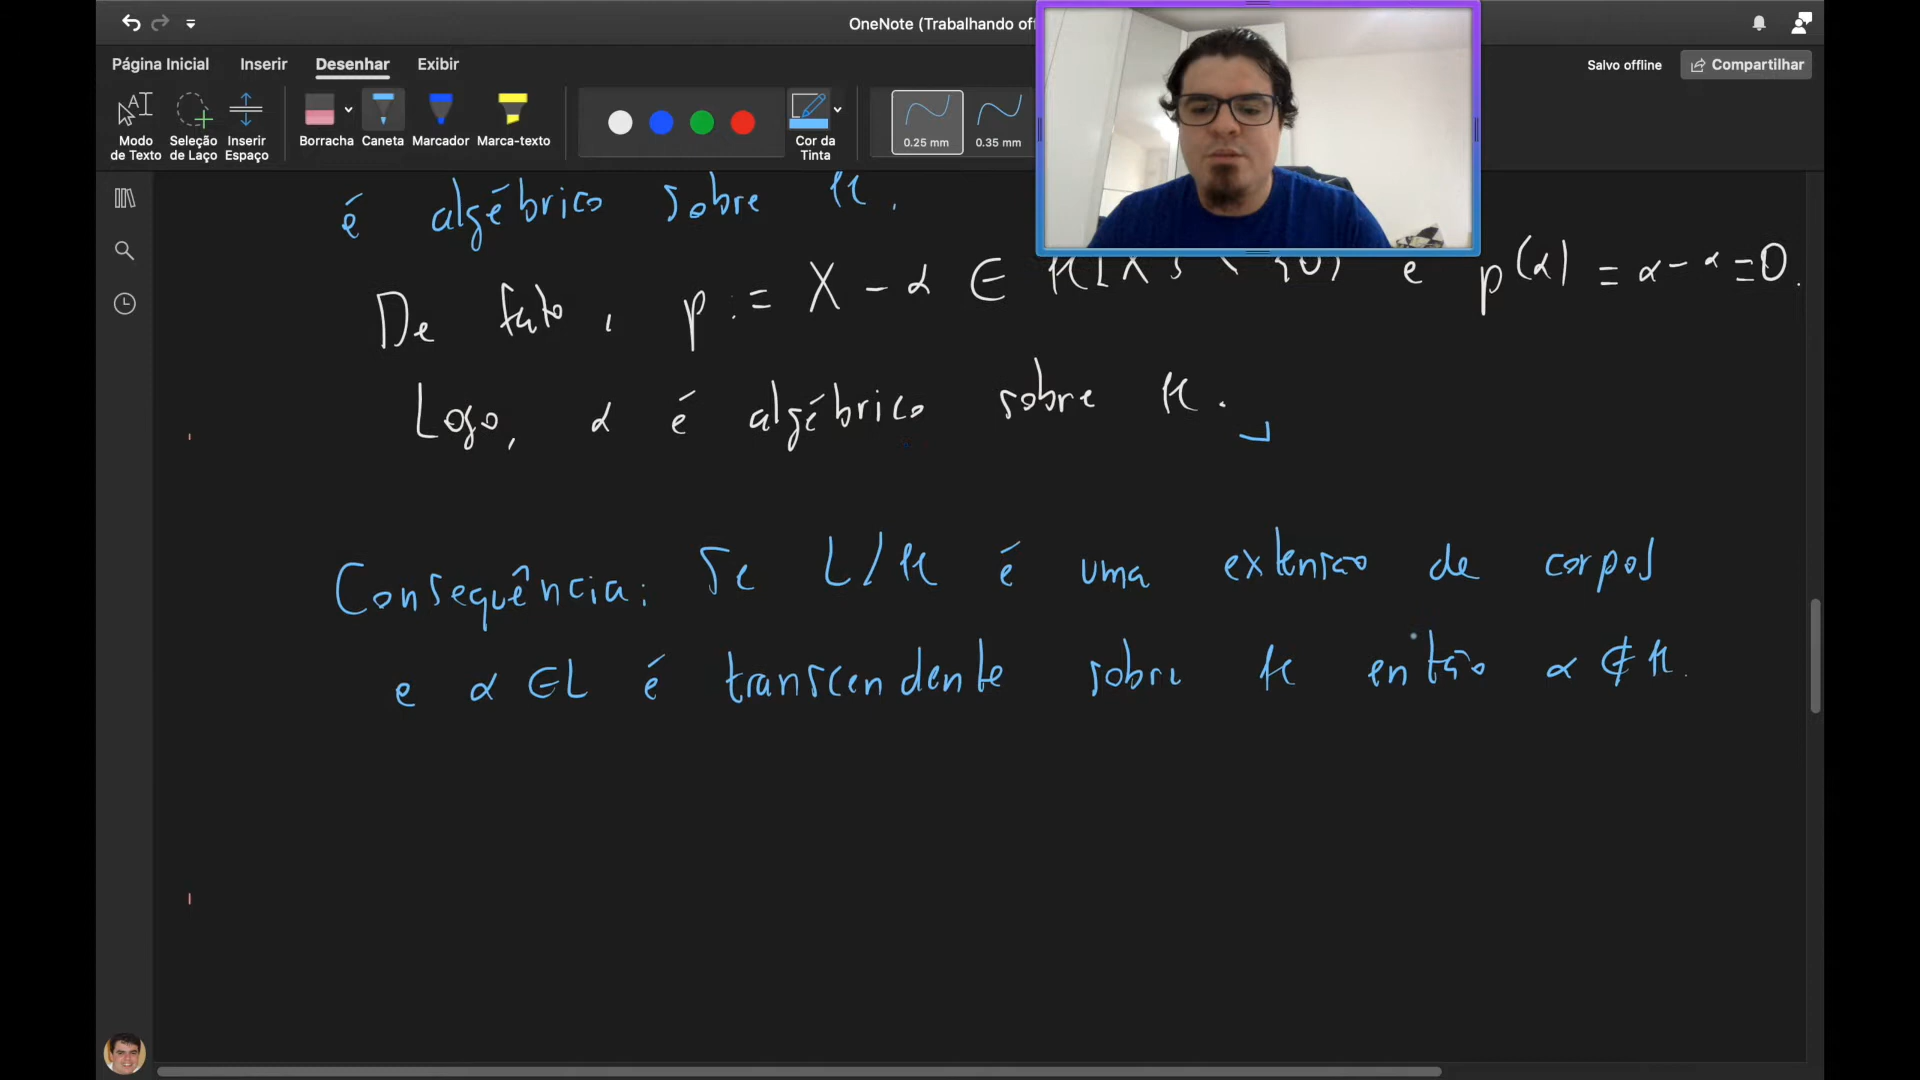 OneNote (Trabalhando of
Página Inicial Inserir Desenhar Exibir
Salvo offline Compartilhar
Modo de Texto Seleção de Laço Inserir Espaço Borracha Caneta Marcador Marca-texto Cor da Tinta 0.25 mm 0.35 mm
é algébrico sobre K.
De fato, p := X - α ∈ K[X] \ {0} e p(α) = α - α = 0.
Logo, α é algébrico sobre K. ⌟
Consequência: Se L/K é uma extensão de corpos
e α ∈ L é transcendente sobre K então α ∉ K.